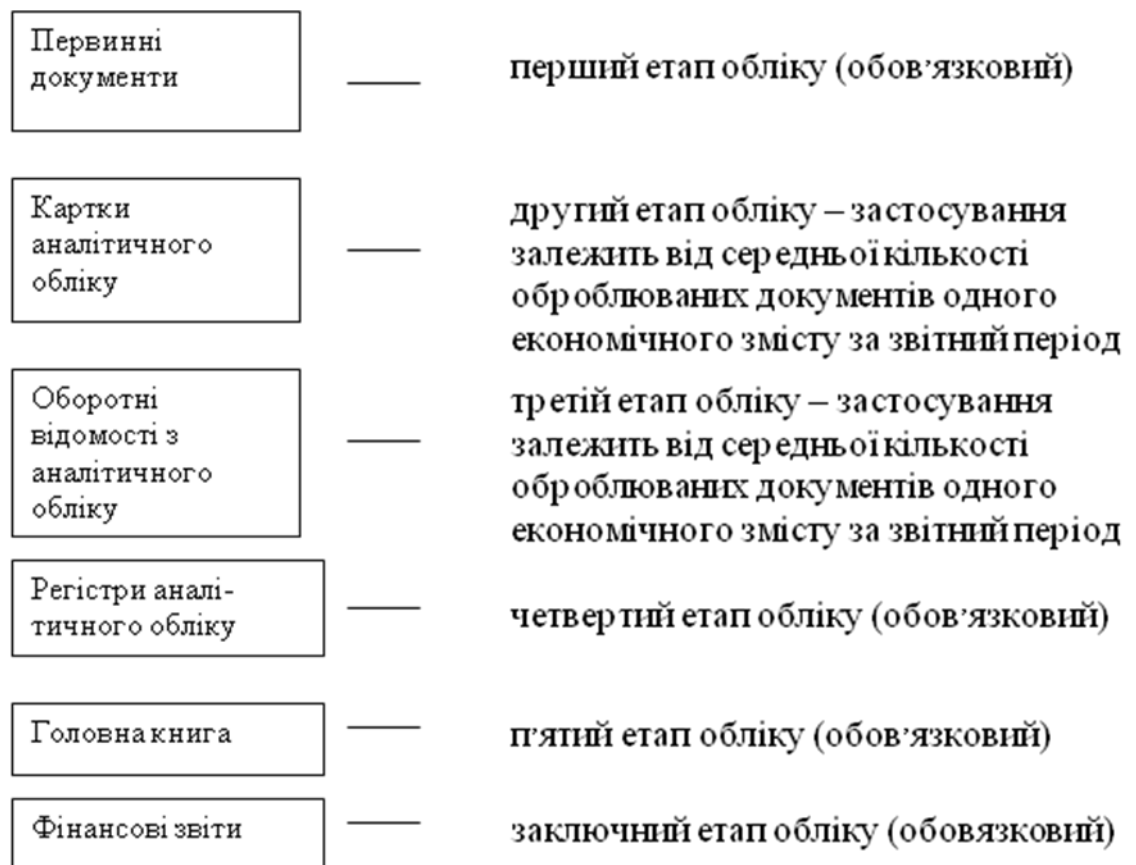 Первинні
документи
перший етап обліку (обов’язковий)
Картки
аналітичного
обліку
другий етап обліку – застосування
залежить від середньої кількості
оброблюваних документів одного
економічного змісту за звітний період
Оборотні
відомості з
аналітичного
обліку
третій етап обліку – застосування
залежить від середньої кількості
оброблюваних документів одного
економічного змісту за звітний період
Регістри аналі-
тичного обліку
четвертий етап обліку (обов’язковий)
Головна книга
п’ятий етап обліку (обов’язковий)
Фінансові звіти
заключний етап обліку (обовязковий)